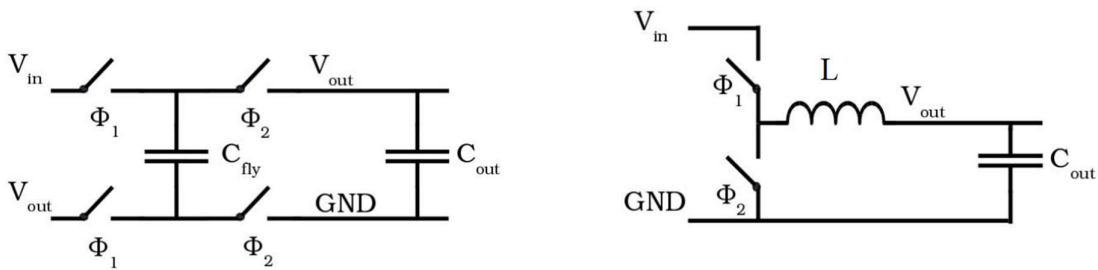 V_in
Φ_1
Φ_2
V_out
C_fly
C_out
V_out
Φ_1
Φ_2
GND
V_in
Φ_1
L
V_out
C_out
GND
Φ_2